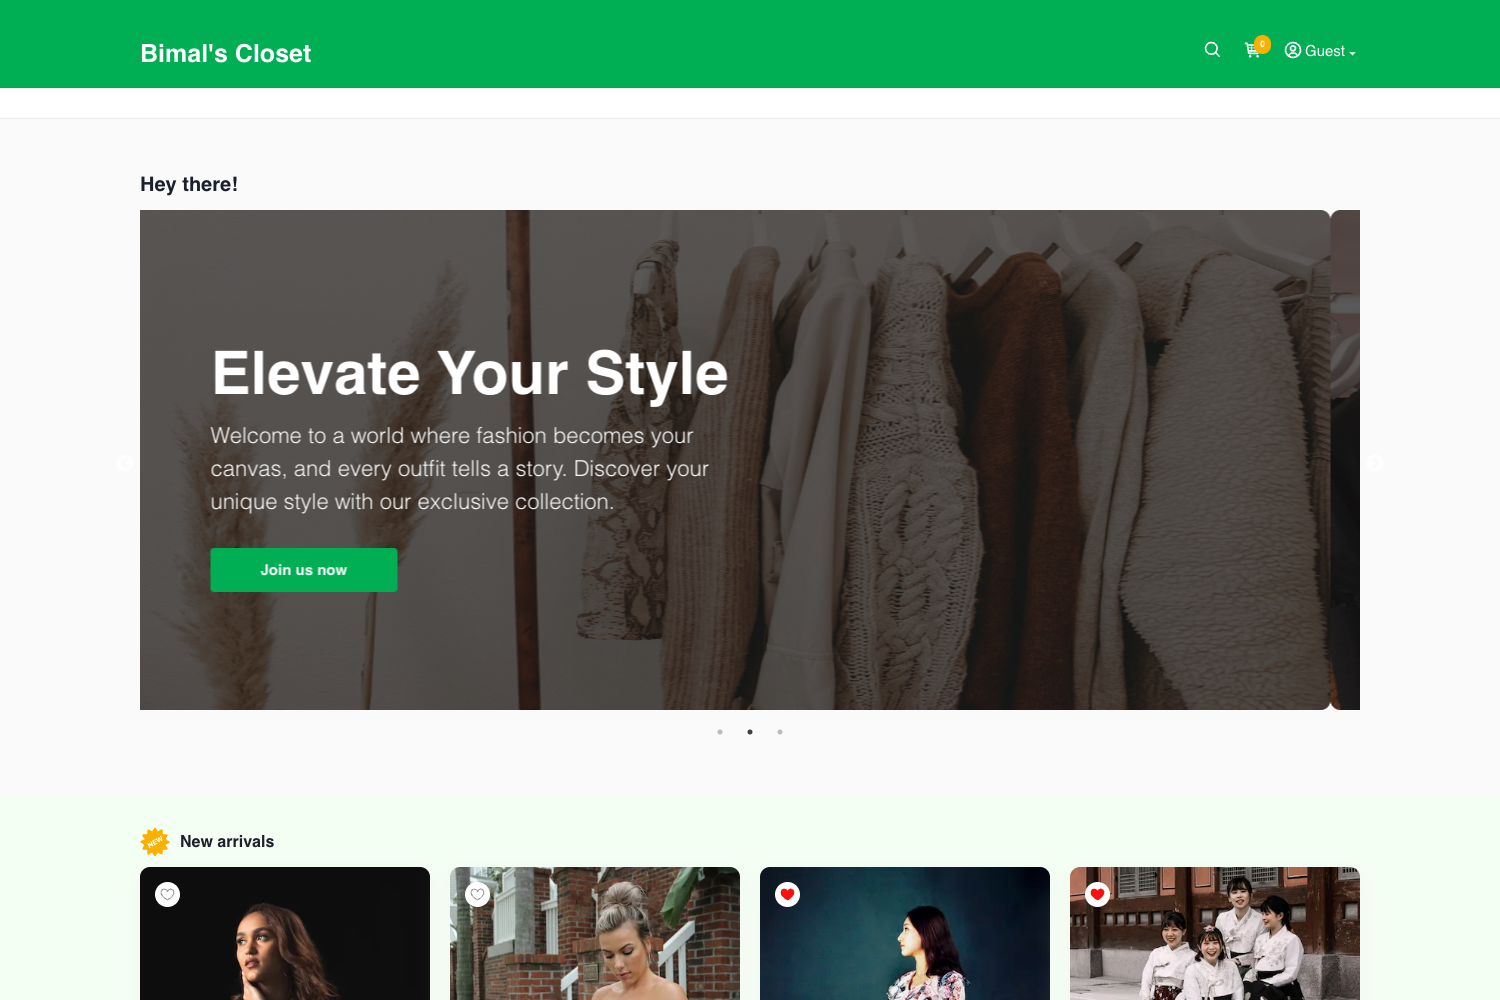 Bimal's Closet
0
Guest
Hey there!
Elevate Your Style
Welcome to a world where fashion becomes your
canvas, and every outfit tells a story. Discover your
unique style with our exclusive collection.
Join us now
NEW
New arrivals